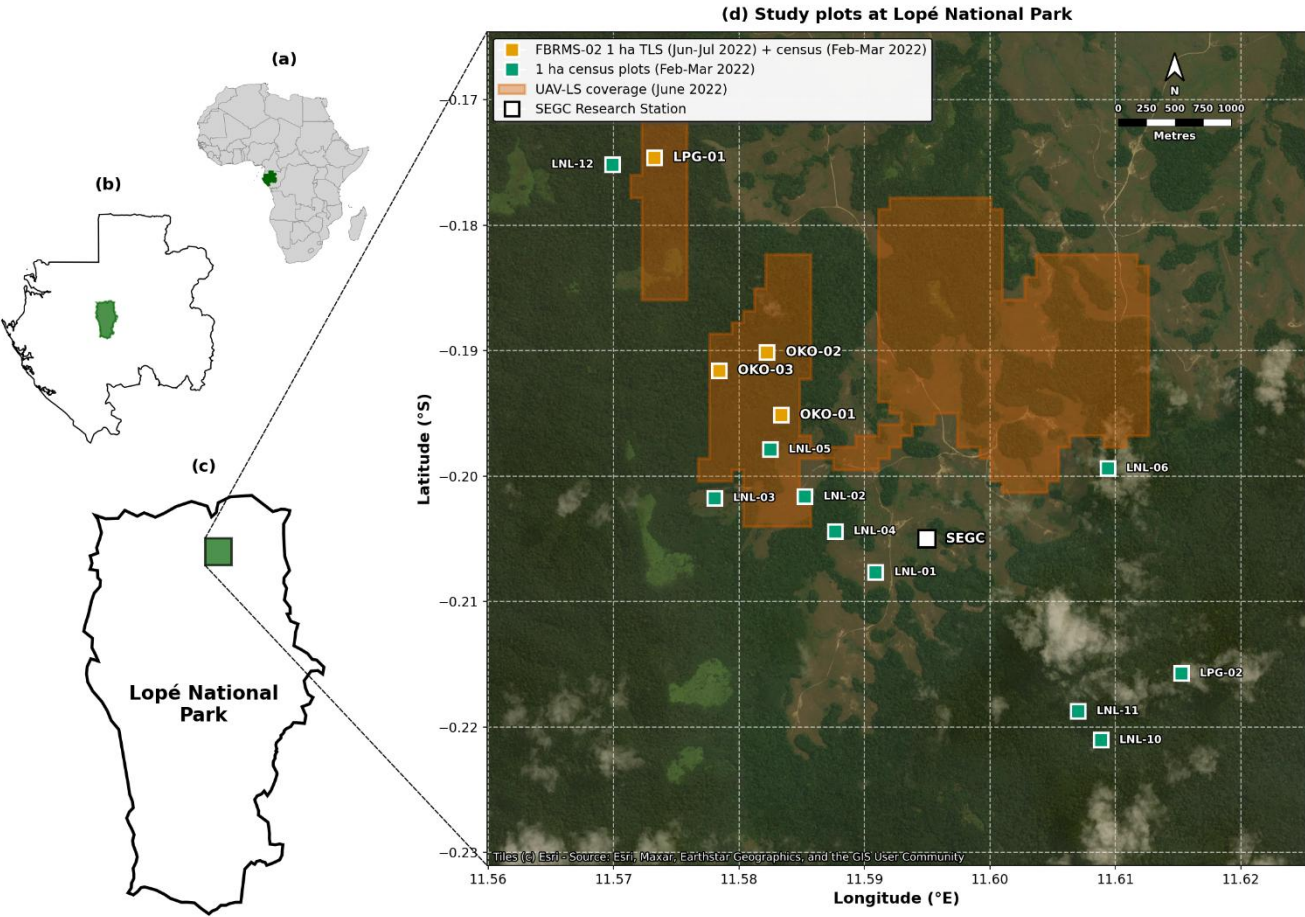 (a)
(b)
(c)
Lopé National
Park
(d) Study plots at Lopé National Park
FBRMS-02 1 ha TLS (Jun-Jul 2022) + census (Feb-Mar 2022)
1 ha census plots (Feb-Mar 2022)
UAV-LS coverage (June 2022)
SEGC Research Station
N
0 250 500 750 1000
Metres
LNL-12
LPG-01
OKO-02
OKO-03
OKO-01
LNL-05
LNL-06
LNL-03
LNL-02
LNL-04
SEGC
LNL-01
LPG-02
LNL-11
LNL-10
Tiles (c) Esri - Source: Esri, Maxar, Earthstar Geographics, and the GIS User Community
Latitude (°S)
−0.17
−0.18
−0.19
−0.20
−0.21
−0.22
−0.23
11.56 11.57 11.58 11.59 11.60 11.61 11.62
Longitude (°E)